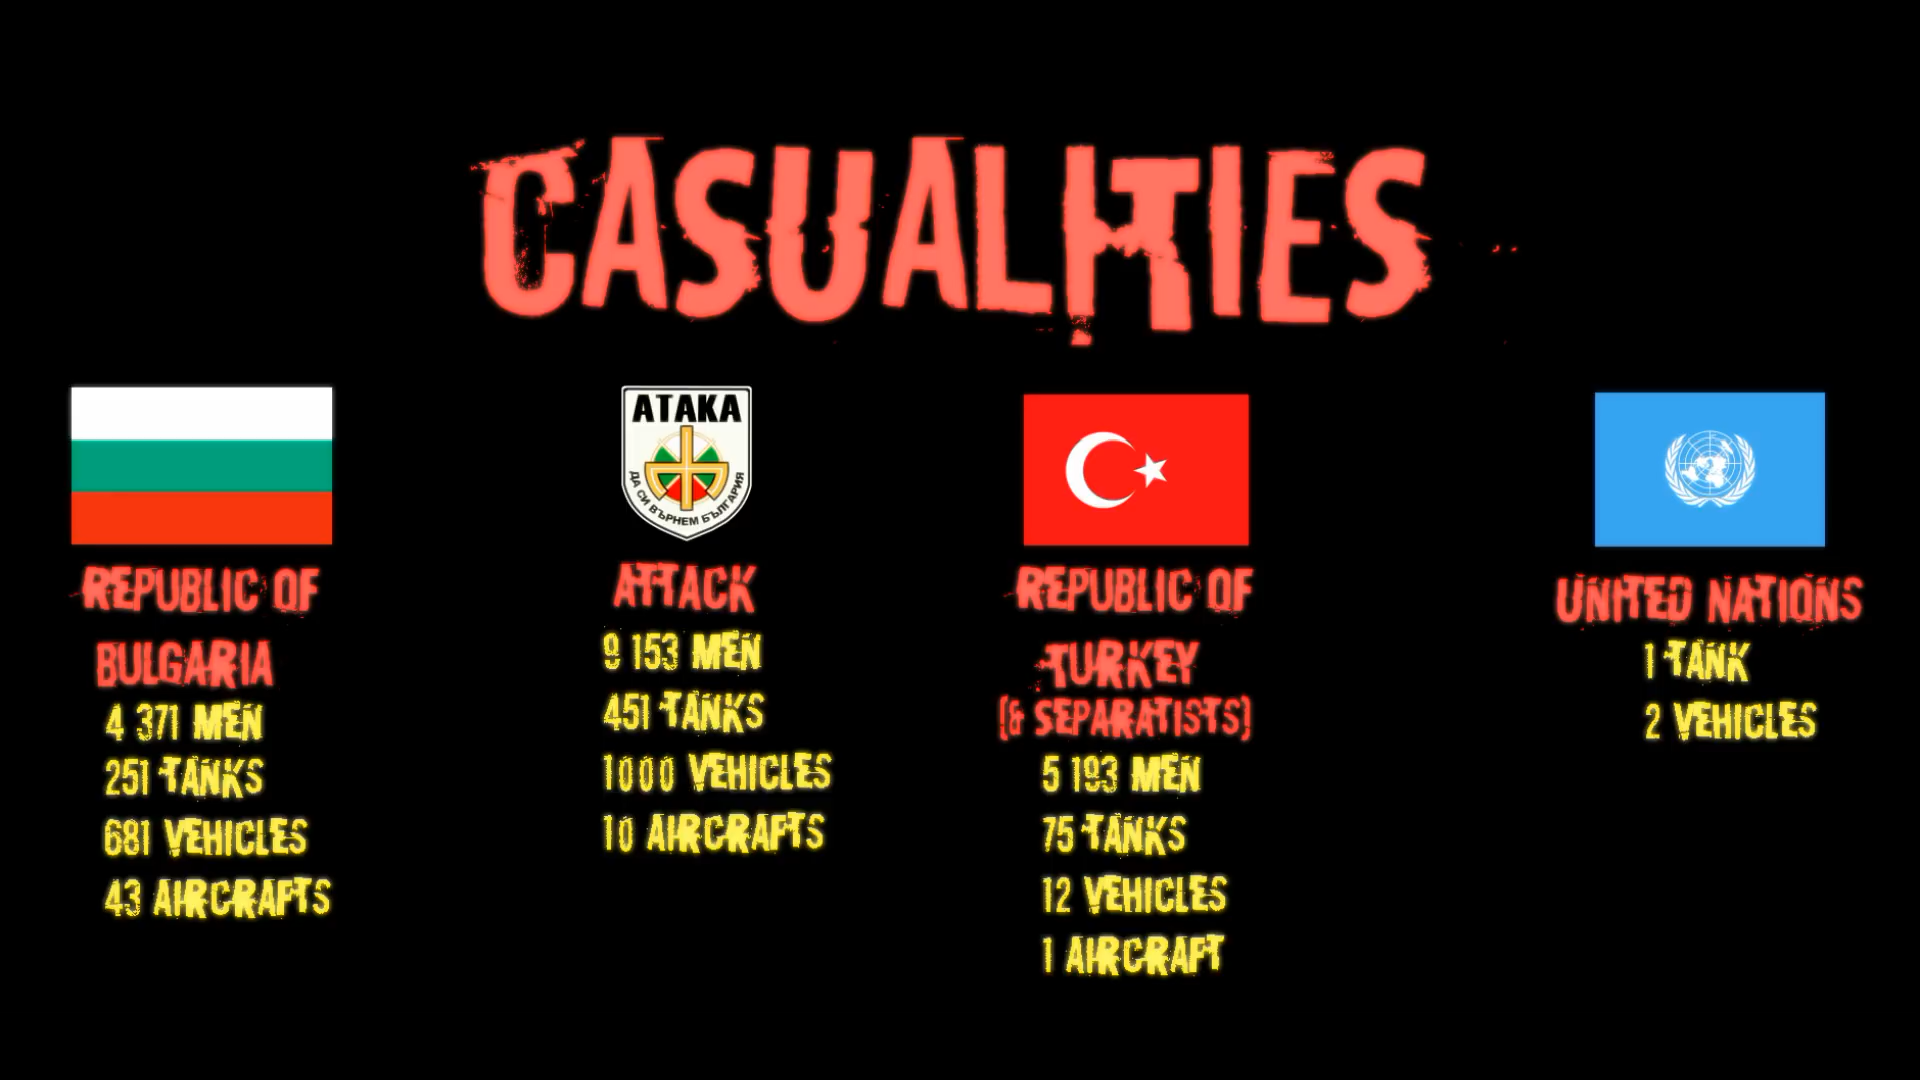 CASUALITIES
АТАКА
ДА СИ ВЪРНЕМ БЪЛГАРИЯ
REPUBLIC OF
BULGARIA
4 371 MEN
251 TANKS
681 VEHICLES
43 AIRCRAFTS
ATTACK
9 153 MEN
451 TANKS
1000 VEHICLES
10 AIRCRAFTS
REPUBLIC OF
TURKEY
(& SEPARATISTS)
5 193 MEN
75 TANKS
12 VEHICLES
1 AIRCRAFT
UNITED NATIONS
1 TANK
2 VEHICLES